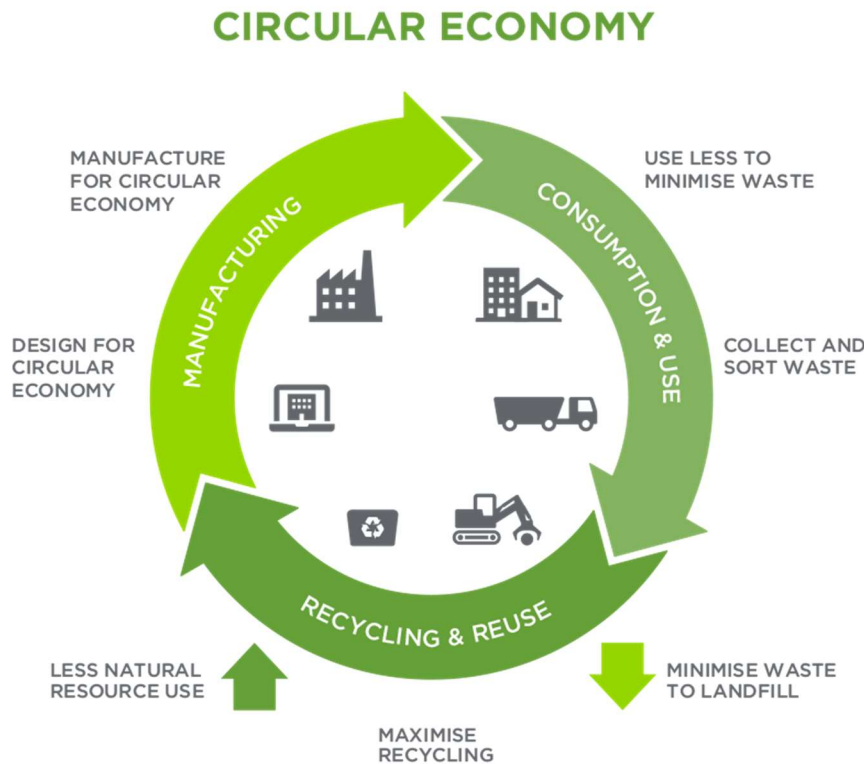 CIRCULAR ECONOMY
MANUFACTURE
FOR CIRCULAR
ECONOMY
USE LESS TO
MINIMISE WASTE
MANUFACTURING
CONSUMPTION & USE
DESIGN FOR
CIRCULAR
ECONOMY
COLLECT AND
SORT WASTE
RECYCLING & REUSE
LESS NATURAL
RESOURCE USE
MINIMISE WASTE
TO LANDFILL
MAXIMISE
RECYCLING